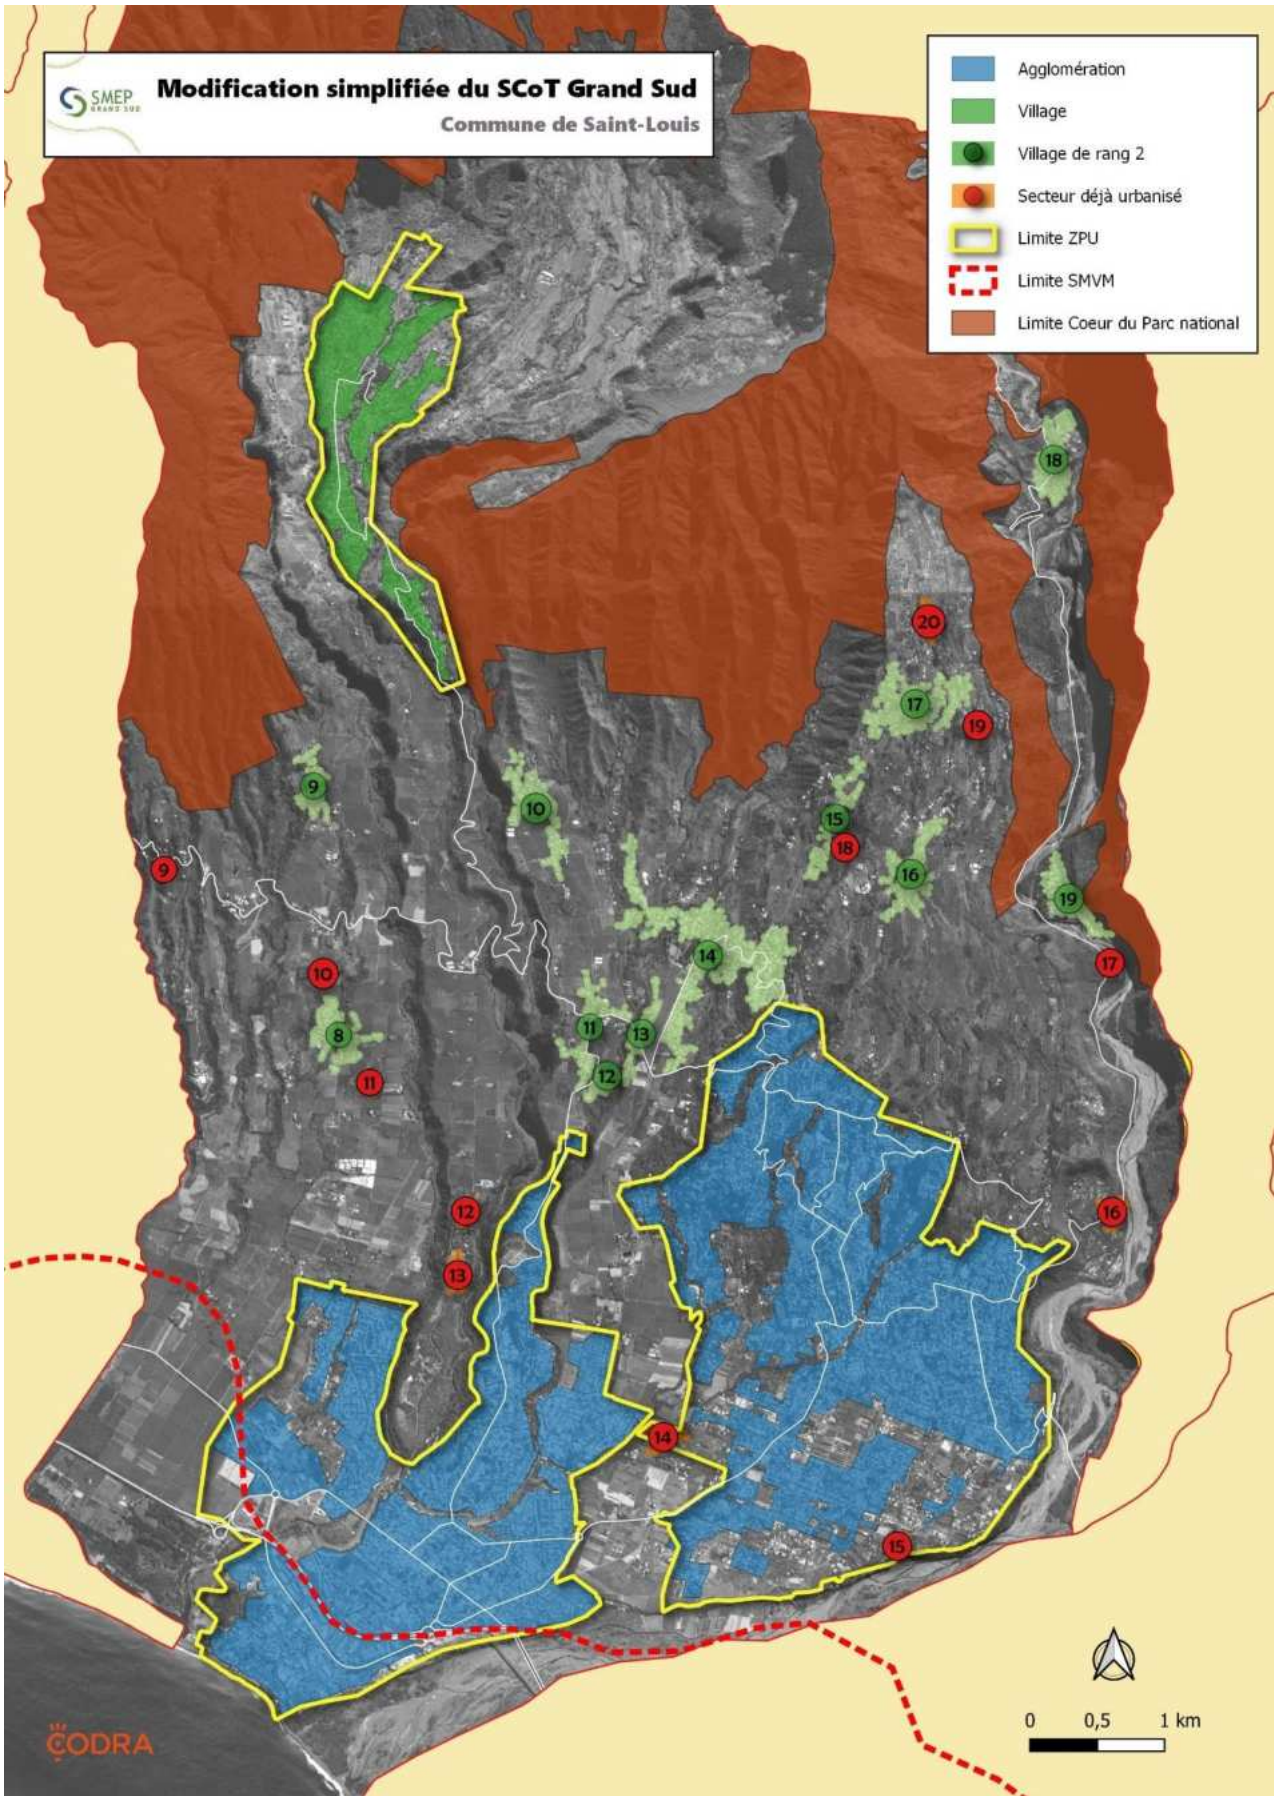 SMEP
GRAND SUD
Modification simplifiée du SCoT Grand Sud
Commune de Saint-Louis
Agglomération
Village
Village de rang 2
Secteur déjà urbanisé
Limite ZPU
Limite SMVM
Limite Coeur du Parc national
18
20
17
19
9
10
15
18
9
16
19
14
17
10
11
13
8
12
11
12
16
13
14
15
0 0,5 1 km
CODRA